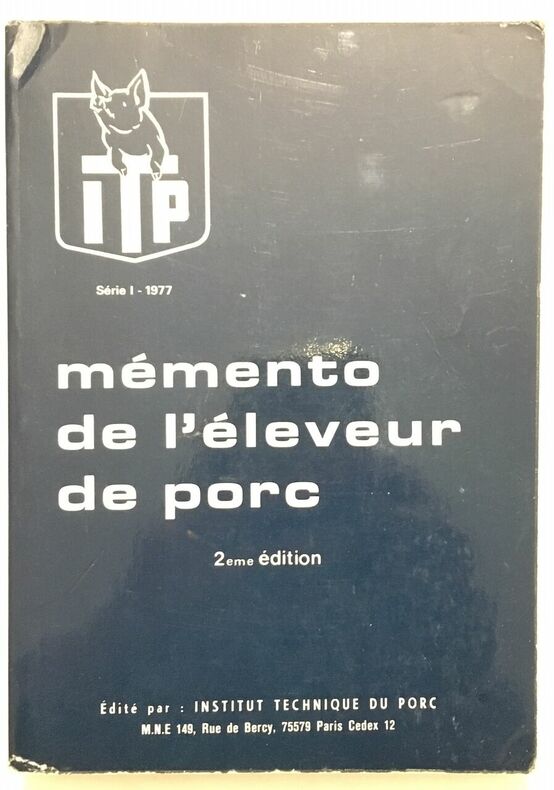 iTP
Série I - 1977
mémento
de l'éleveur
de porc
2eme édition
Édité par : INSTITUT TECHNIQUE DU PORC
M.N.E 149, Rue de Bercy, 75579 Paris Cedex 12